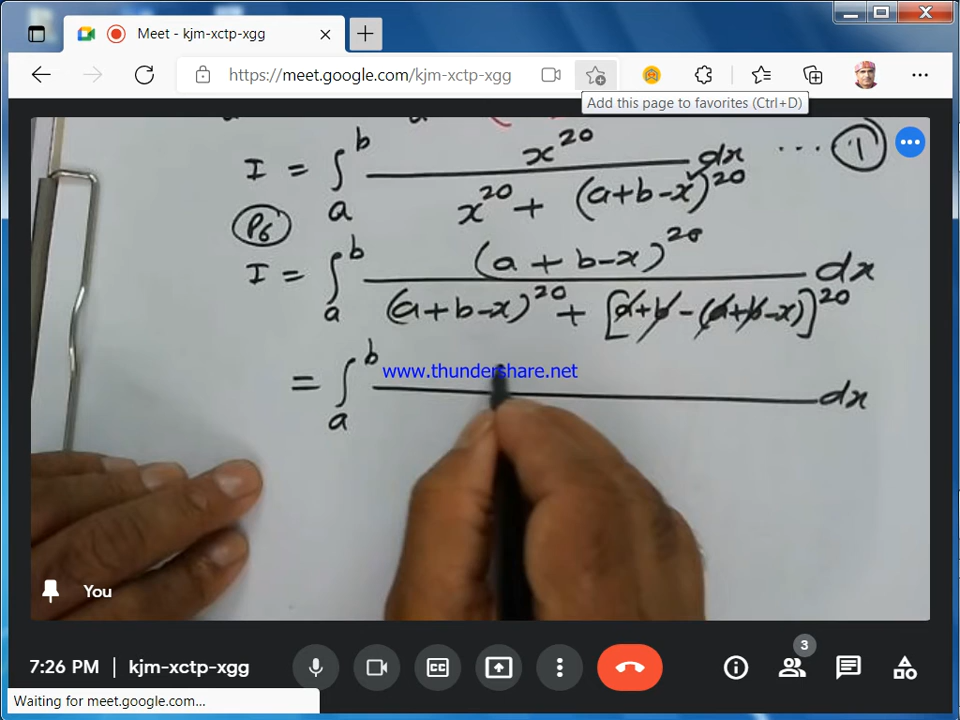 Meet - kjm-xctp-xgg
https://meet.google.com/kjm-xctp-xgg
Add this page to favorites (Ctrl+D)
I = ∫_a^b x^20 / (x^20 + (a+b-x)^20) dx ... ①
P6
I = ∫_a^b (a+b-x)^20 / ((a+b-x)^20 + [a+b-(a+b-x)]^20) dx
= ∫_a^b ── dx
www.thundershare.net
You
3
7:26 PM | kjm-xctp-xgg
CC
Waiting for meet.google.com...